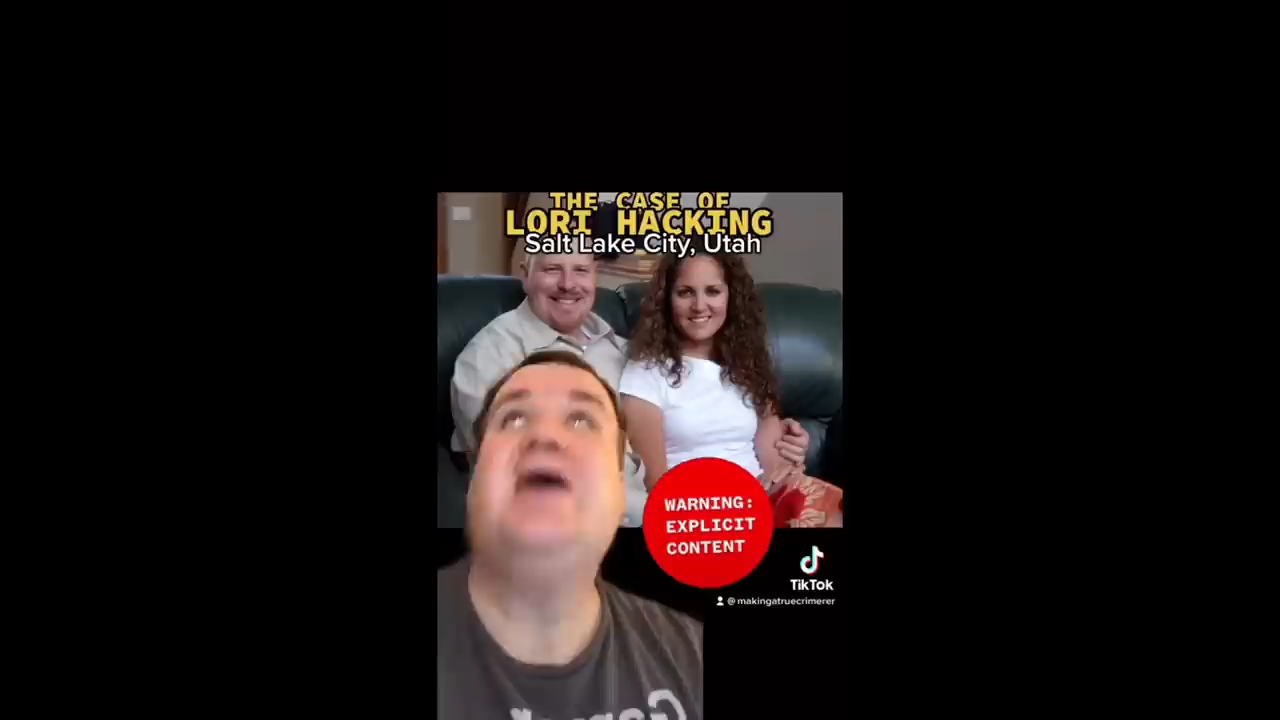 THE CASE OF
LORI HACKING
Salt Lake City, Utah
WARNING:
EXPLICIT
CONTENT
TikTok
@makingatruecrimerer